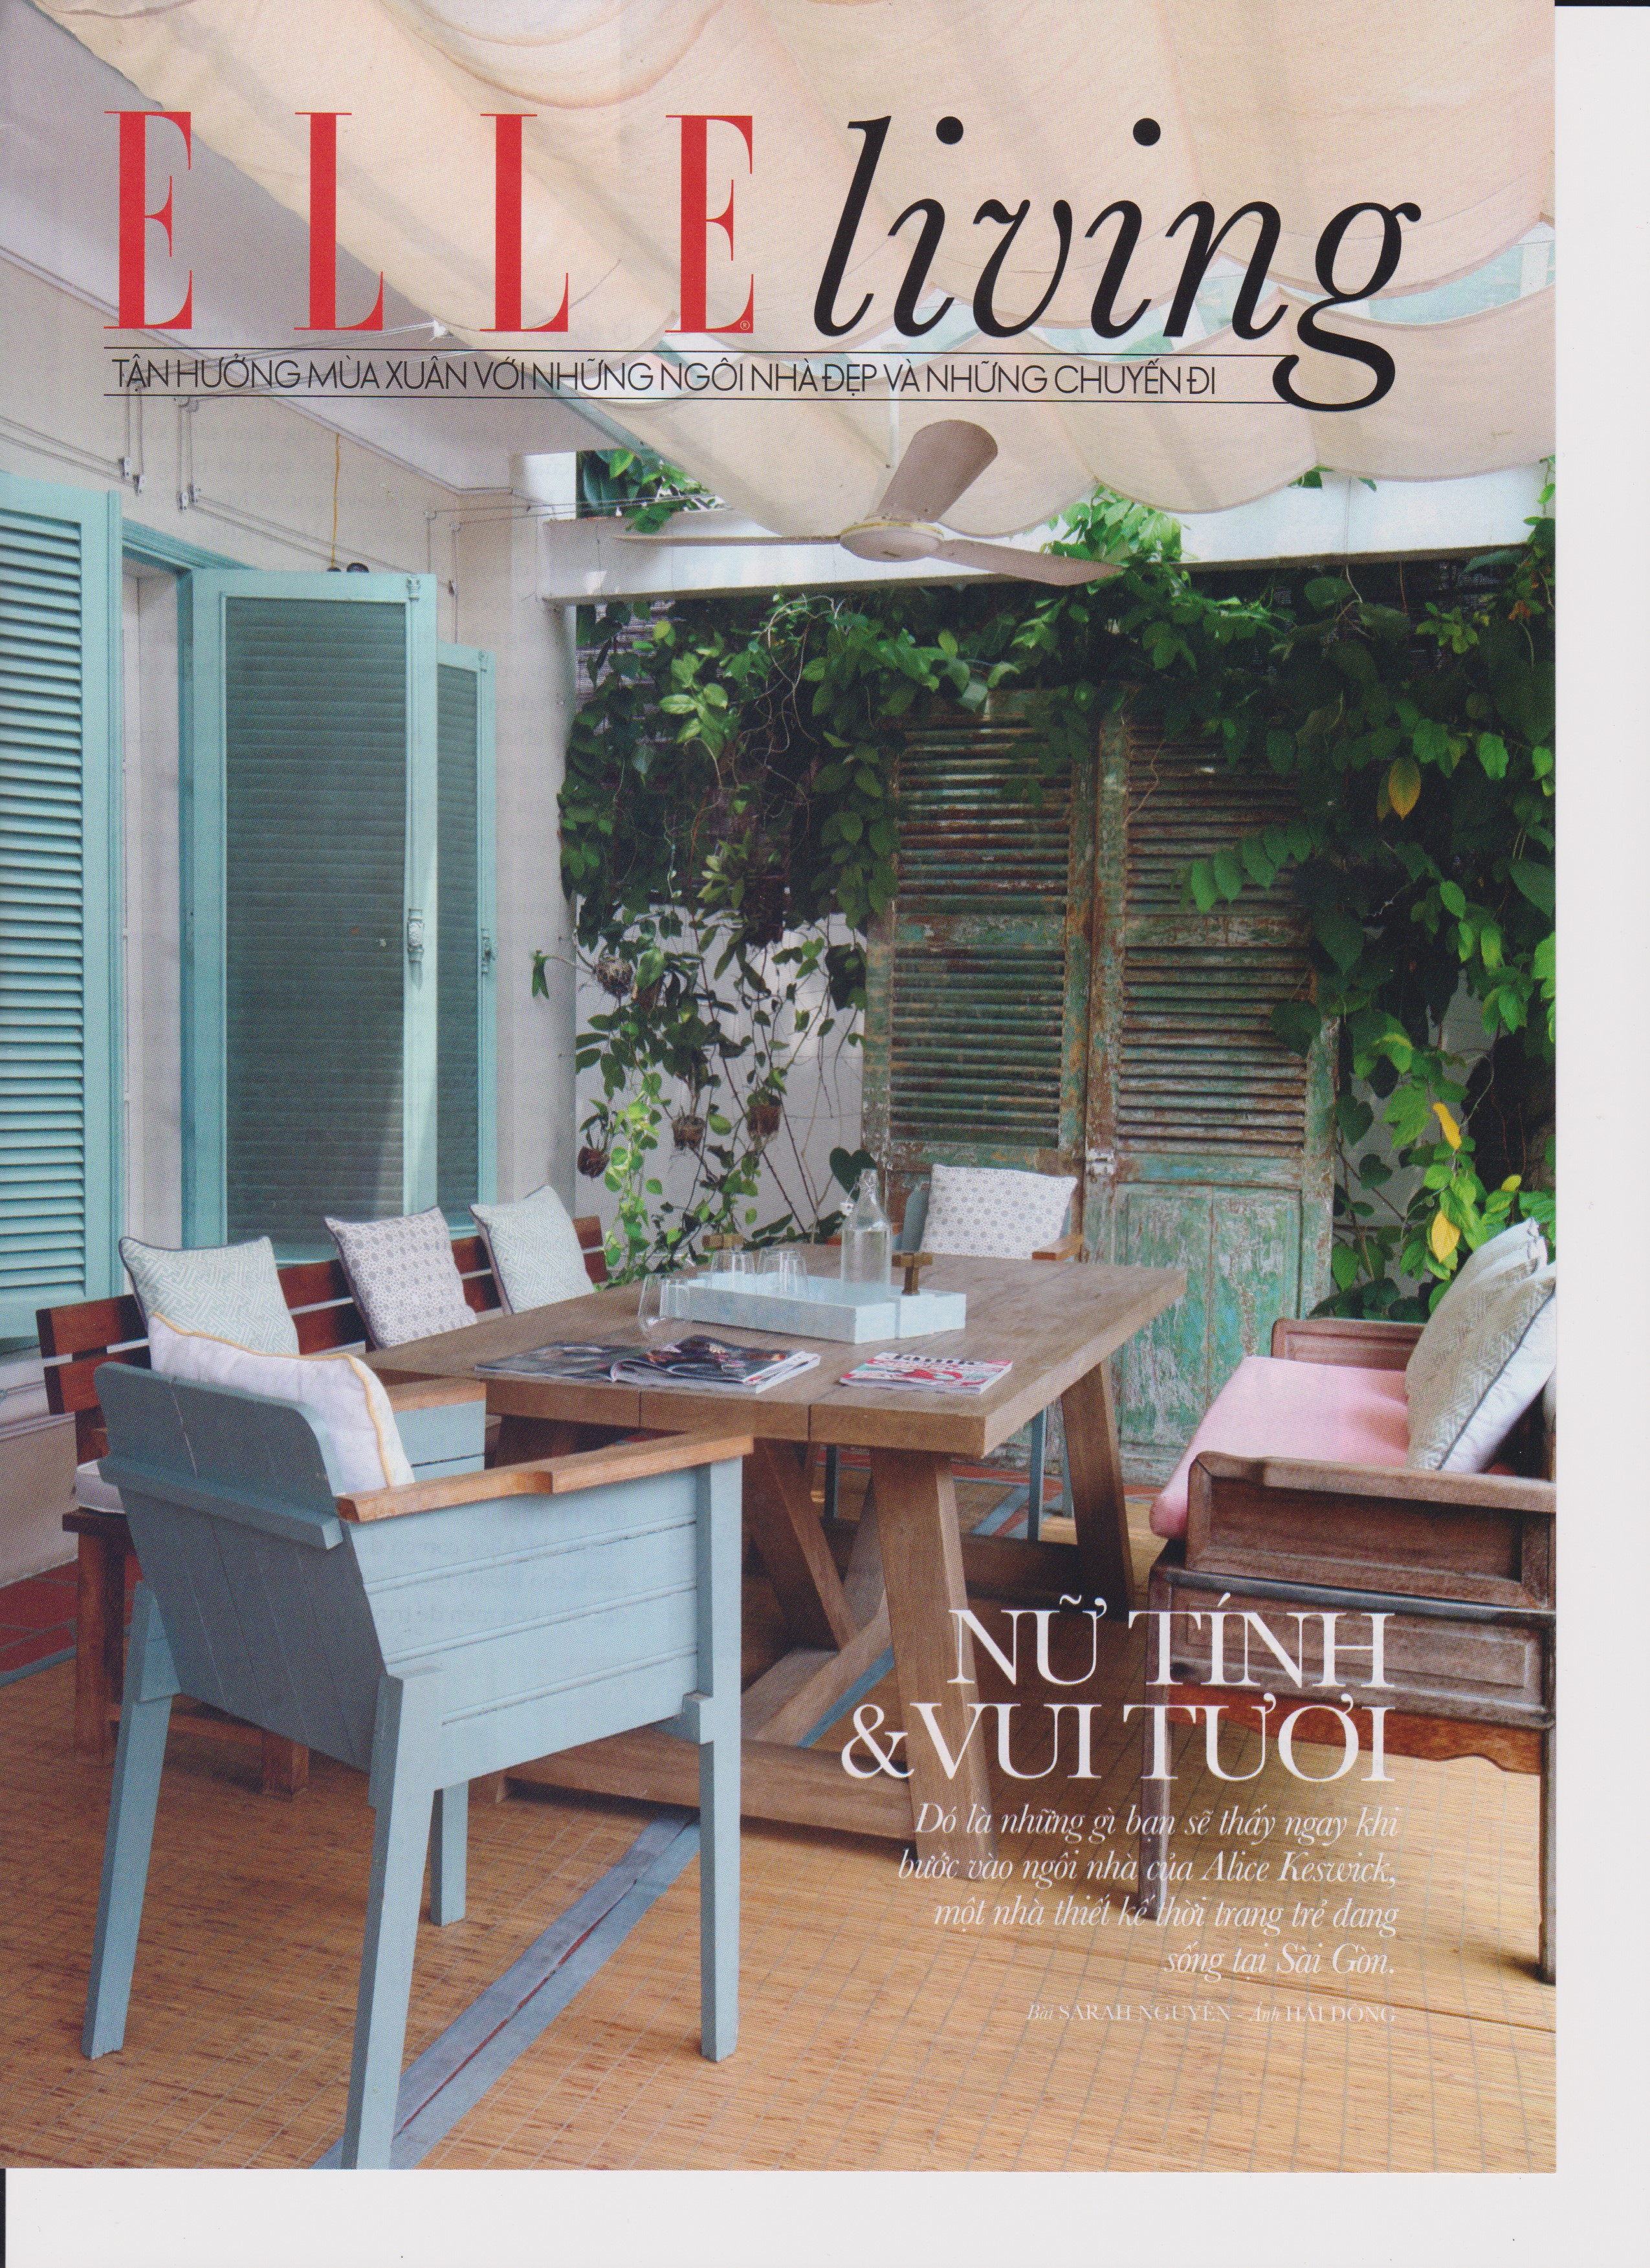 ELLE living
TẬN HƯỞNG MÙA XUÂN VỚI NHỮNG NGÔI NHÀ ĐẸP VÀ NHỮNG CHUYẾN ĐI
Jamie
NỮ TÍNH
&VUI TƯƠI
Đó là những gì bạn sẽ thấy ngay khi
bước vào ngôi nhà của Alice Keswick,
một nhà thiết kế thời trang trẻ đang
sống tại Sài Gòn.
Bài SARAH NGUYỄN - Ảnh HẢI ĐÔNG